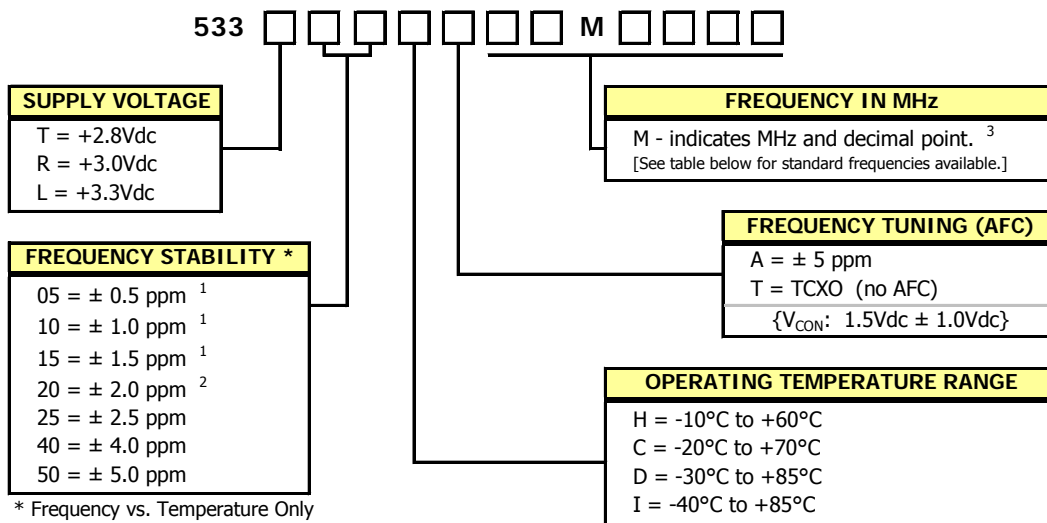 533 M
SUPPLY VOLTAGE
T = +2.8Vdc
R = +3.0Vdc
L = +3.3Vdc
FREQUENCY STABILITY *
05 = ± 0.5 ppm 1
10 = ± 1.0 ppm 1
15 = ± 1.5 ppm 1
20 = ± 2.0 ppm 2
25 = ± 2.5 ppm
40 = ± 4.0 ppm
50 = ± 5.0 ppm
* Frequency vs. Temperature Only
FREQUENCY IN MHz
M - indicates MHz and decimal point. 3
[See table below for standard frequencies available.]
FREQUENCY TUNING (AFC)
A = ± 5 ppm
T = TCXO (no AFC)
{VCON: 1.5Vdc ± 1.0Vdc}
OPERATING TEMPERATURE RANGE
H = -10°C to +60°C
C = -20°C to +70°C
D = -30°C to +85°C
I = -40°C to +85°C